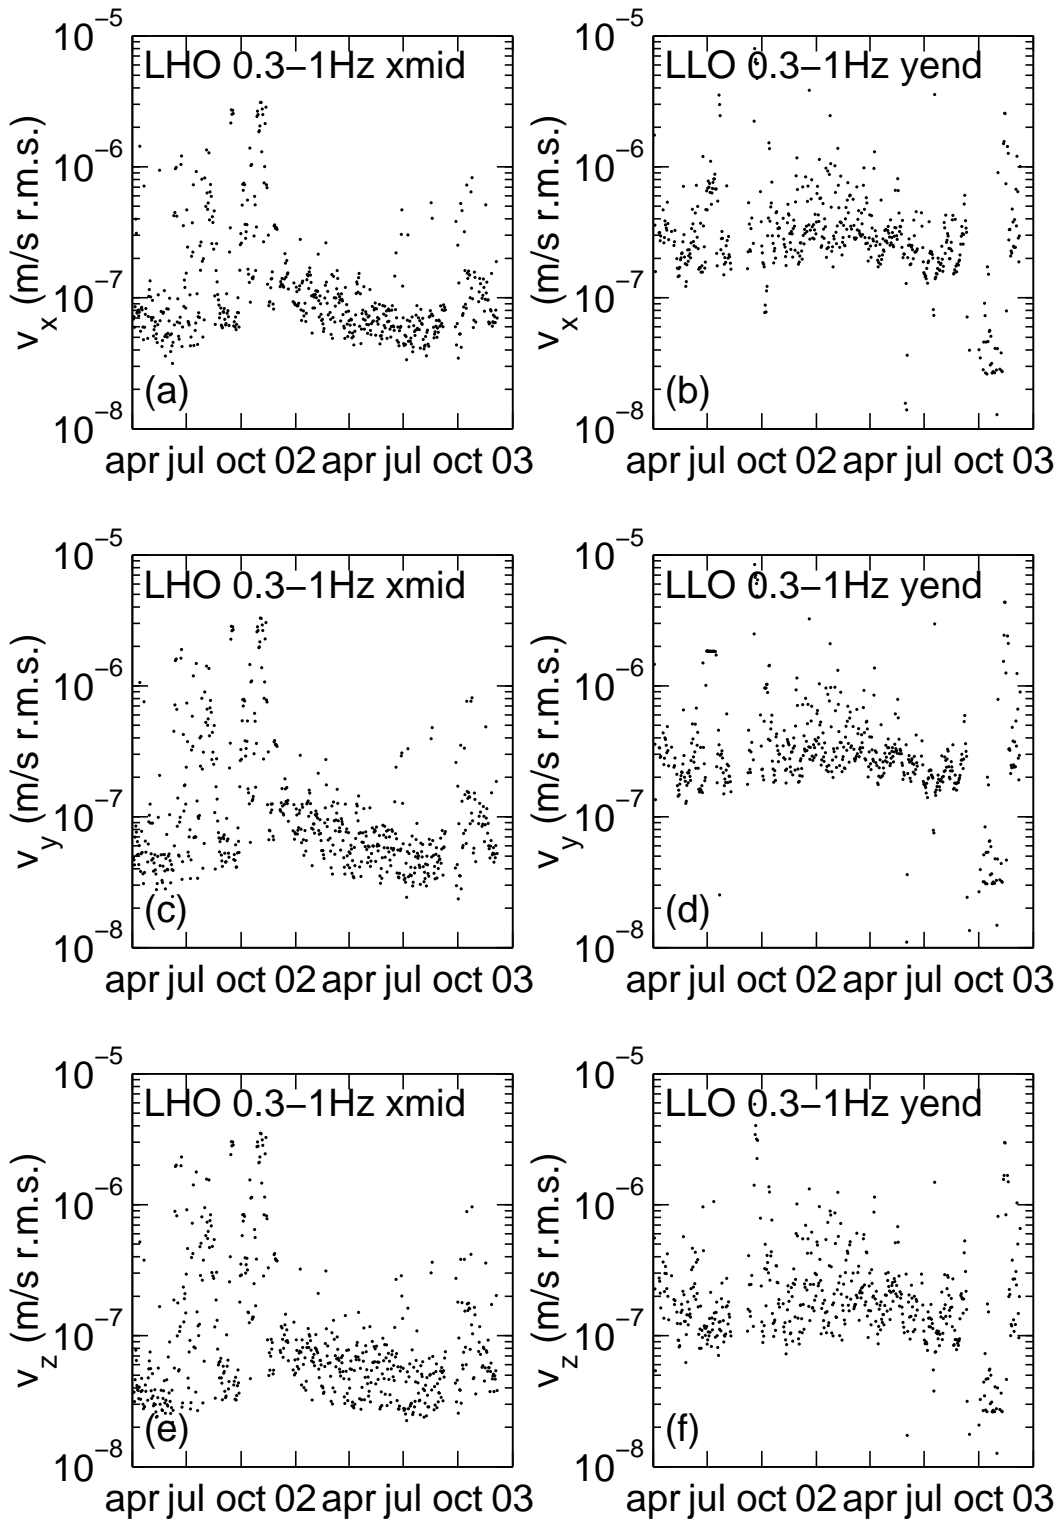 10⁻⁵ LHO 0.3−1Hz xmid
10⁻⁶
v_x (m/s r.m.s.)
10⁻⁷
(a)
10⁻⁸
apr jul oct 02 apr jul oct 03
10⁻⁵ LLO 0.3−1Hz yend
10⁻⁶
v_x (m/s r.m.s.)
10⁻⁷
(b)
10⁻⁸
apr jul oct 02 apr jul oct 03
10⁻⁵ LHO 0.3−1Hz xmid
10⁻⁶
v_y (m/s r.m.s.)
10⁻⁷
(c)
10⁻⁸
apr jul oct 02 apr jul oct 03
10⁻⁵ LLO 0.3−1Hz yend
10⁻⁶
v_y (m/s r.m.s.)
10⁻⁷
(d)
10⁻⁸
apr jul oct 02 apr jul oct 03
10⁻⁵ LHO 0.3−1Hz xmid
10⁻⁶
v_z (m/s r.m.s.)
10⁻⁷
(e)
10⁻⁸
apr jul oct 02 apr jul oct 03
10⁻⁵ LLO 0.3−1Hz yend
10⁻⁶
v_z (m/s r.m.s.)
10⁻⁷
(f)
10⁻⁸
apr jul oct 02 apr jul oct 03